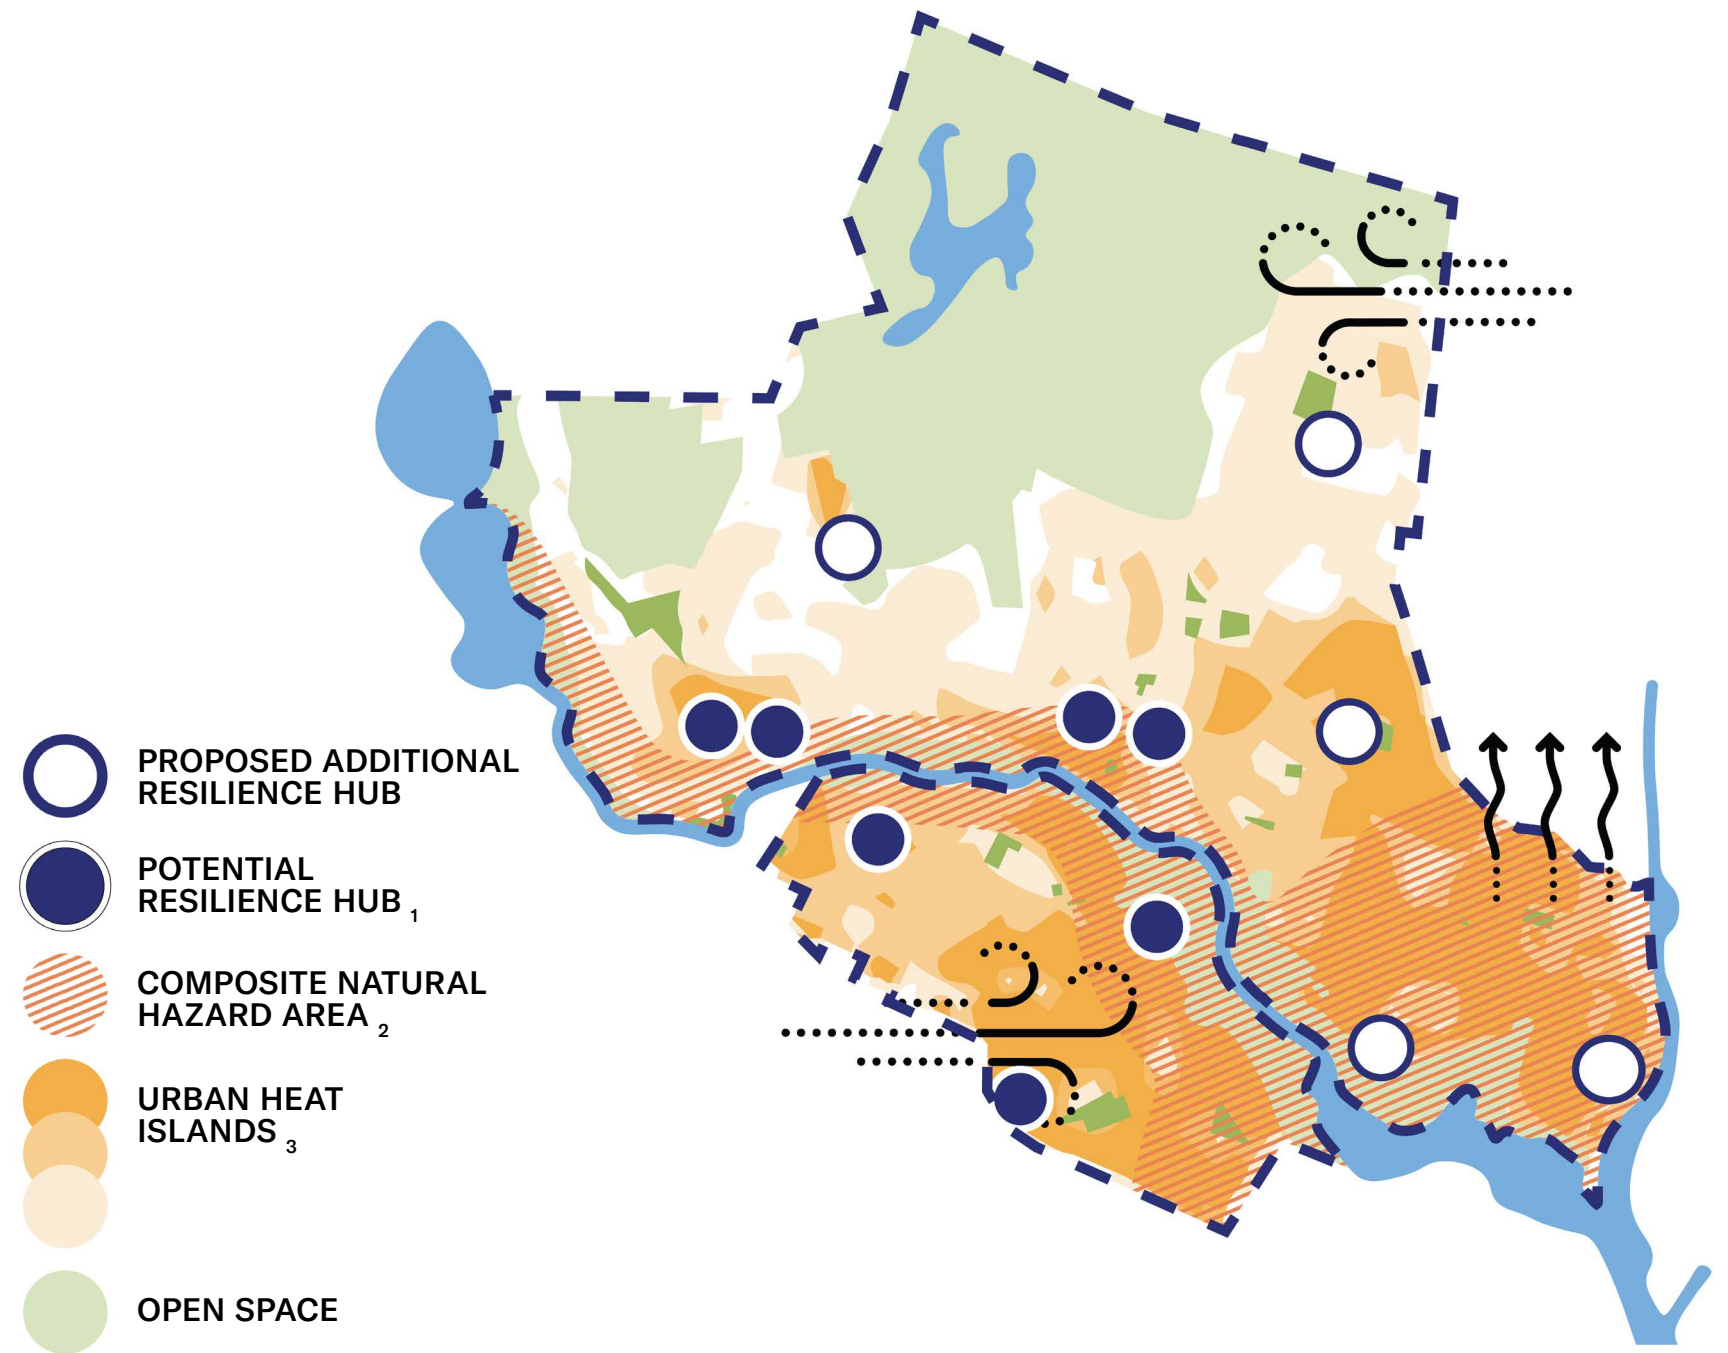 PROPOSED ADDITIONAL
RESILIENCE HUB
POTENTIAL
RESILIENCE HUB 1
COMPOSITE NATURAL
HAZARD AREA 2
URBAN HEAT
ISLANDS 3
OPEN SPACE